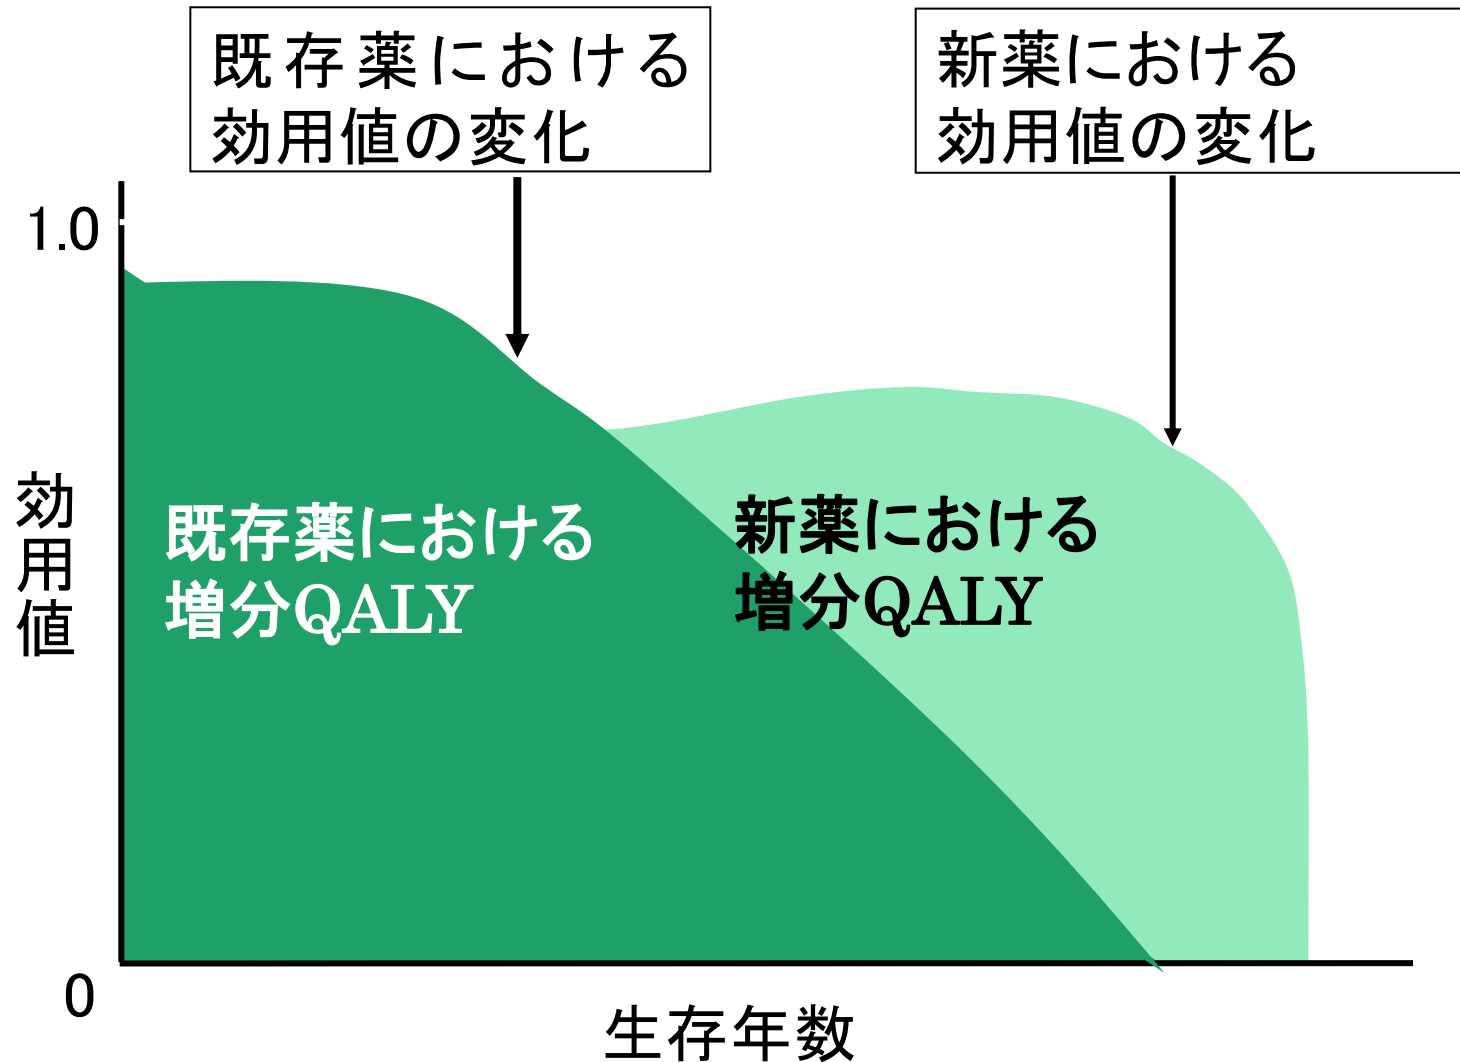 既存薬における
効用値の変化
新薬における
効用値の変化
1.0
効用値
既存薬における
増分QALY
新薬における
増分QALY
0
生存年数